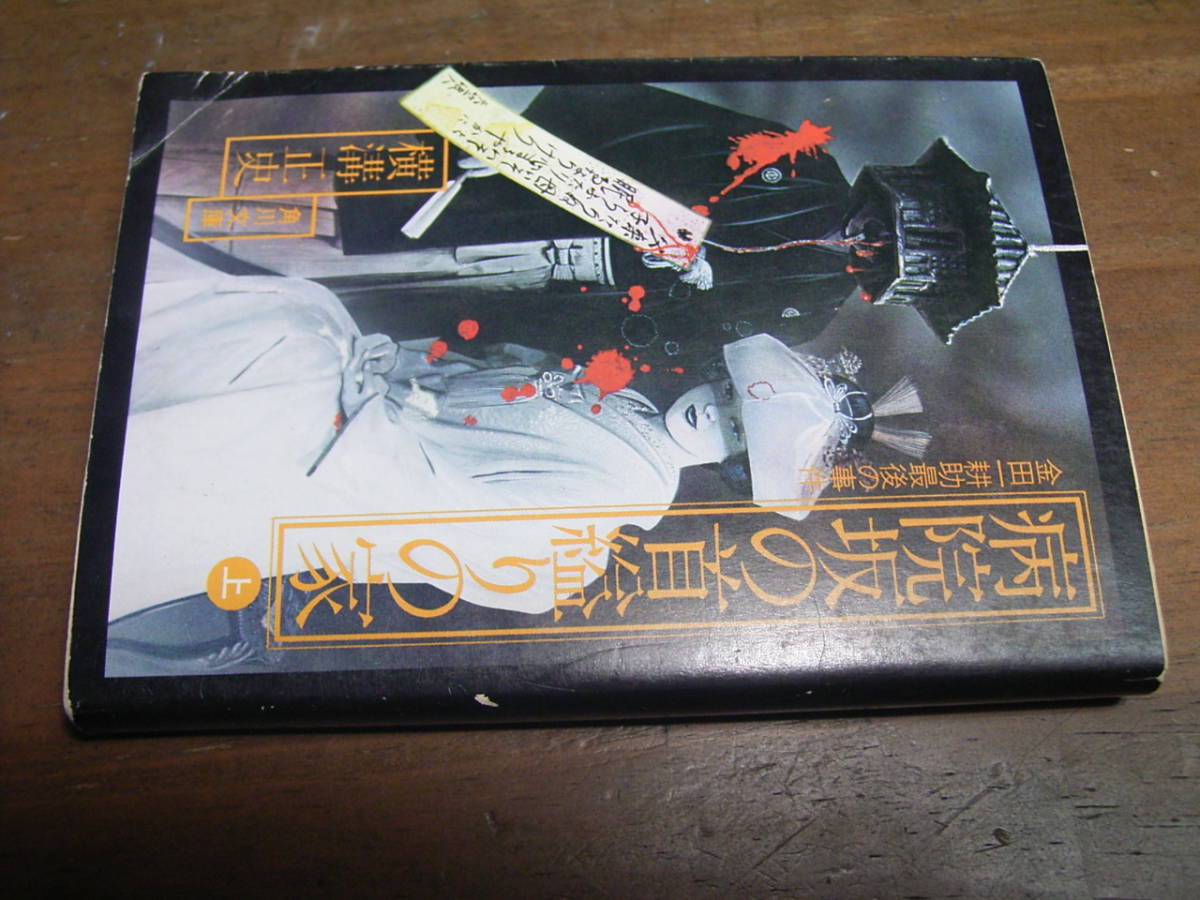 病院坂の首縊りの家
上
金田一耕助最後の事件
横溝正史
角川文庫